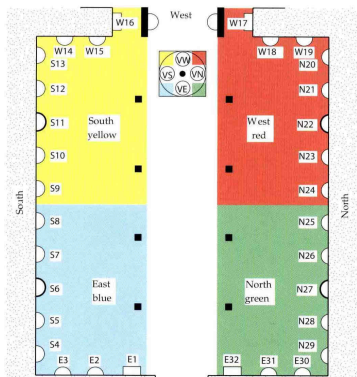 West
W16
W17
W14
W15
W18
W19
S13
N20
VW
VS
VN
VE
S12
N21
S11
South
yellow
West
red
N22
S10
N23
S9
N24
South
North
S8
N25
S7
N26
S6
East
blue
North
green
N27
S5
N28
S4
N29
E3
E2
E1
E32
E31
E30